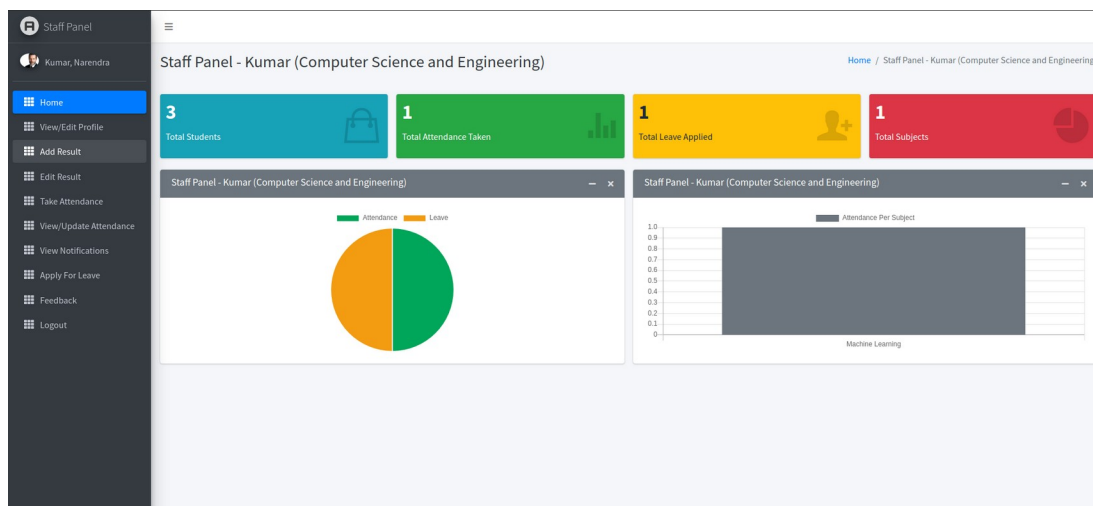 Staff Panel
Kumar, Narendra
Home
View/Edit Profile
Add Result
Edit Result
Take Attendance
View/Update Attendance
View Notifications
Apply For Leave
Feedback
Logout
Staff Panel - Kumar (Computer Science and Engineering)
Home / Staff Panel - Kumar (Computer Science and Engineering
3
Total Students
1
Total Attendance Taken
1
Total Leave Applied
1
Total Subjects
Staff Panel - Kumar (Computer Science and Engineering)
Attendance Leave
Staff Panel - Kumar (Computer Science and Engineering)
Attendance Per Subject
1.0
0.9
0.8
0.7
0.6
0.5
0.4
0.3
0.2
0.1
0
Machine Learning